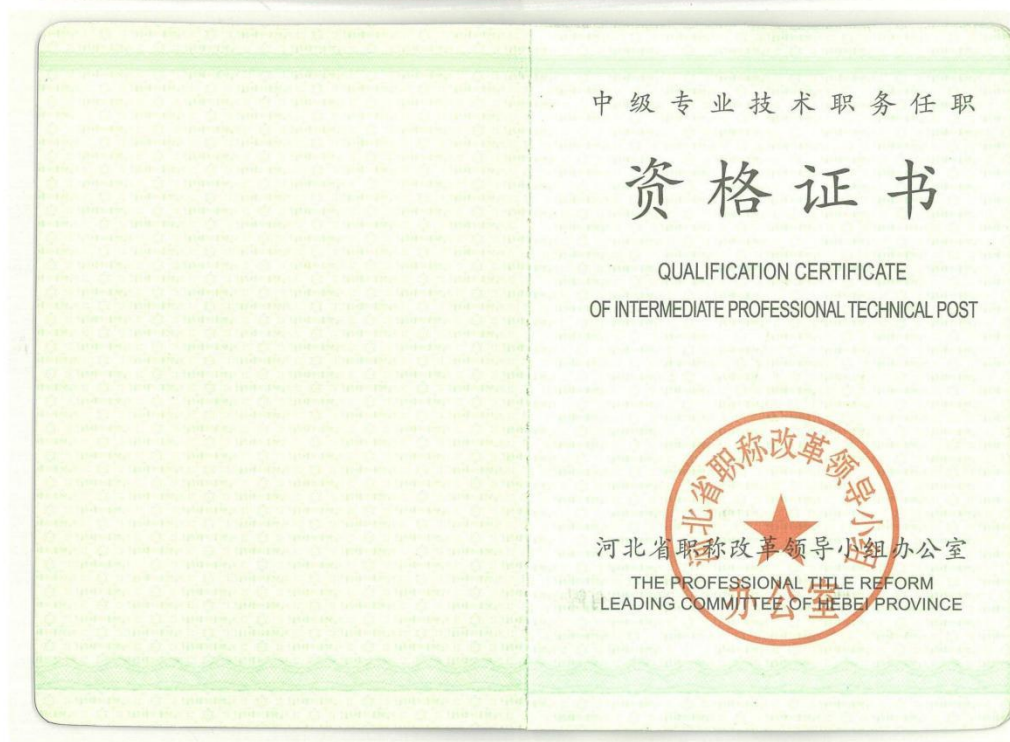 中级专业技术职务任职
资格证书
QUALIFICATION CERTIFICATE
OF INTERMEDIATE PROFESSIONAL TECHNICAL POST
河北省职称改革领导小组
办公室
河北省职称改革领导小组办公室
THE PROFESSIONAL TITLE REFORM
LEADING COMMITTEE OF HEBEI PROVINCE